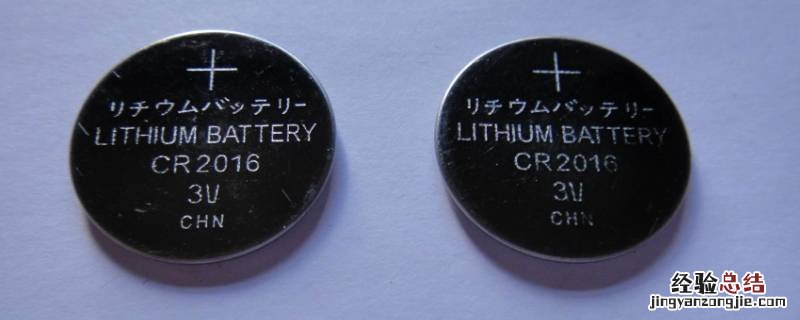 +
リチウムバッテリー
LITHIUM BATTERY
CR2016
3V
CHN
+
リチウムバッテリー
LITHIUM BATTERY
CR2016
3V
CHN
经验总结
jingyanzongjie.com